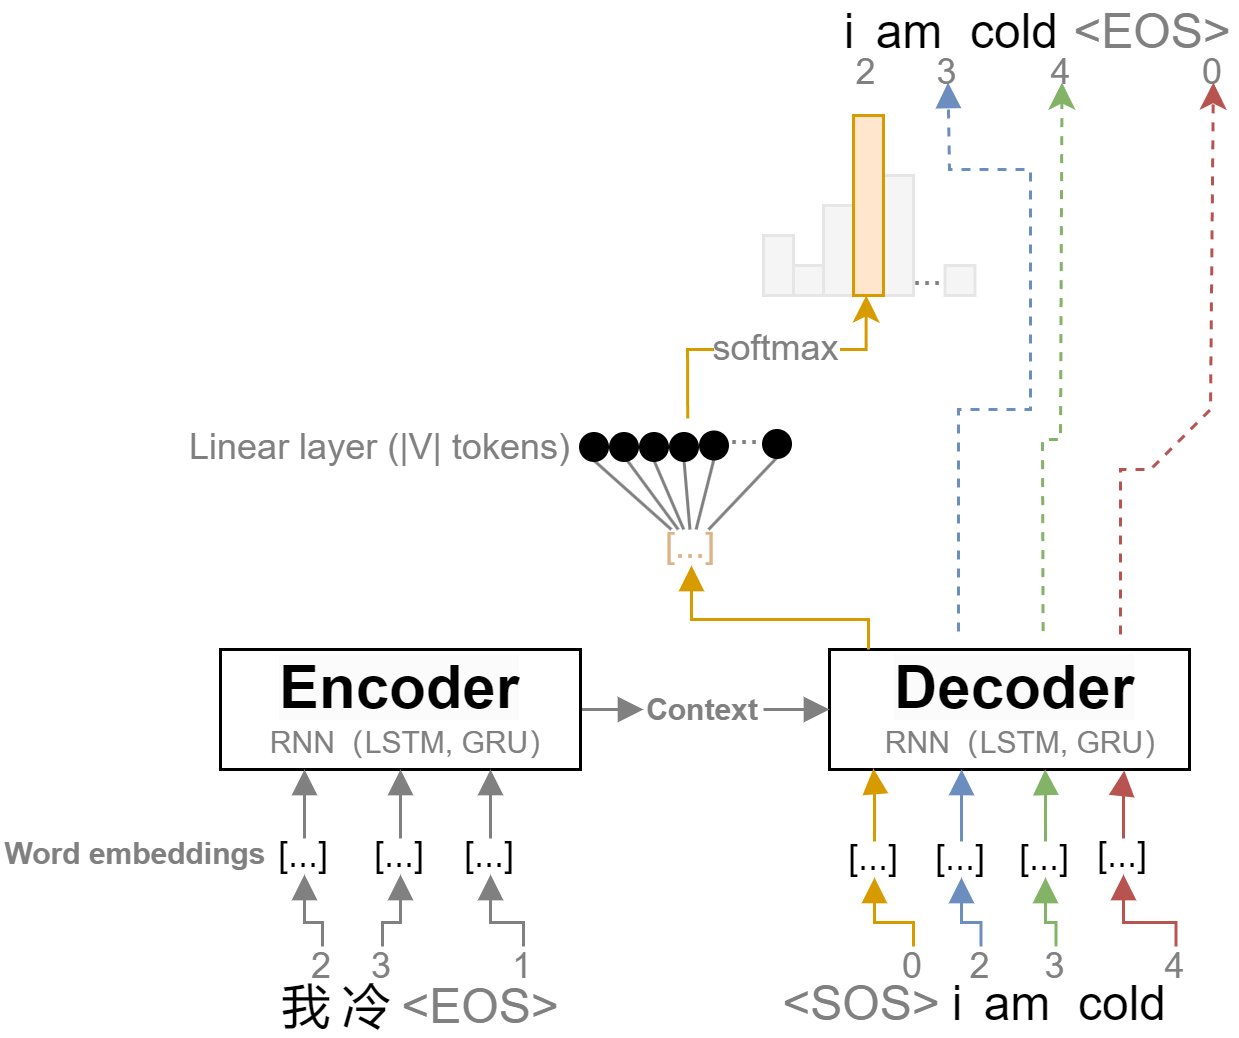 i am cold <EOS>
2 3 4 0
...
softmax
Linear layer (|V| tokens) ...
[...]
Encoder
RNN (LSTM, GRU)
Context
Decoder
RNN (LSTM, GRU)
Word embeddings [...] [...] [...]
[...] [...] [...] [...]
2 3 1
0 2 3 4
我 冷 <EOS>
<SOS> i am cold